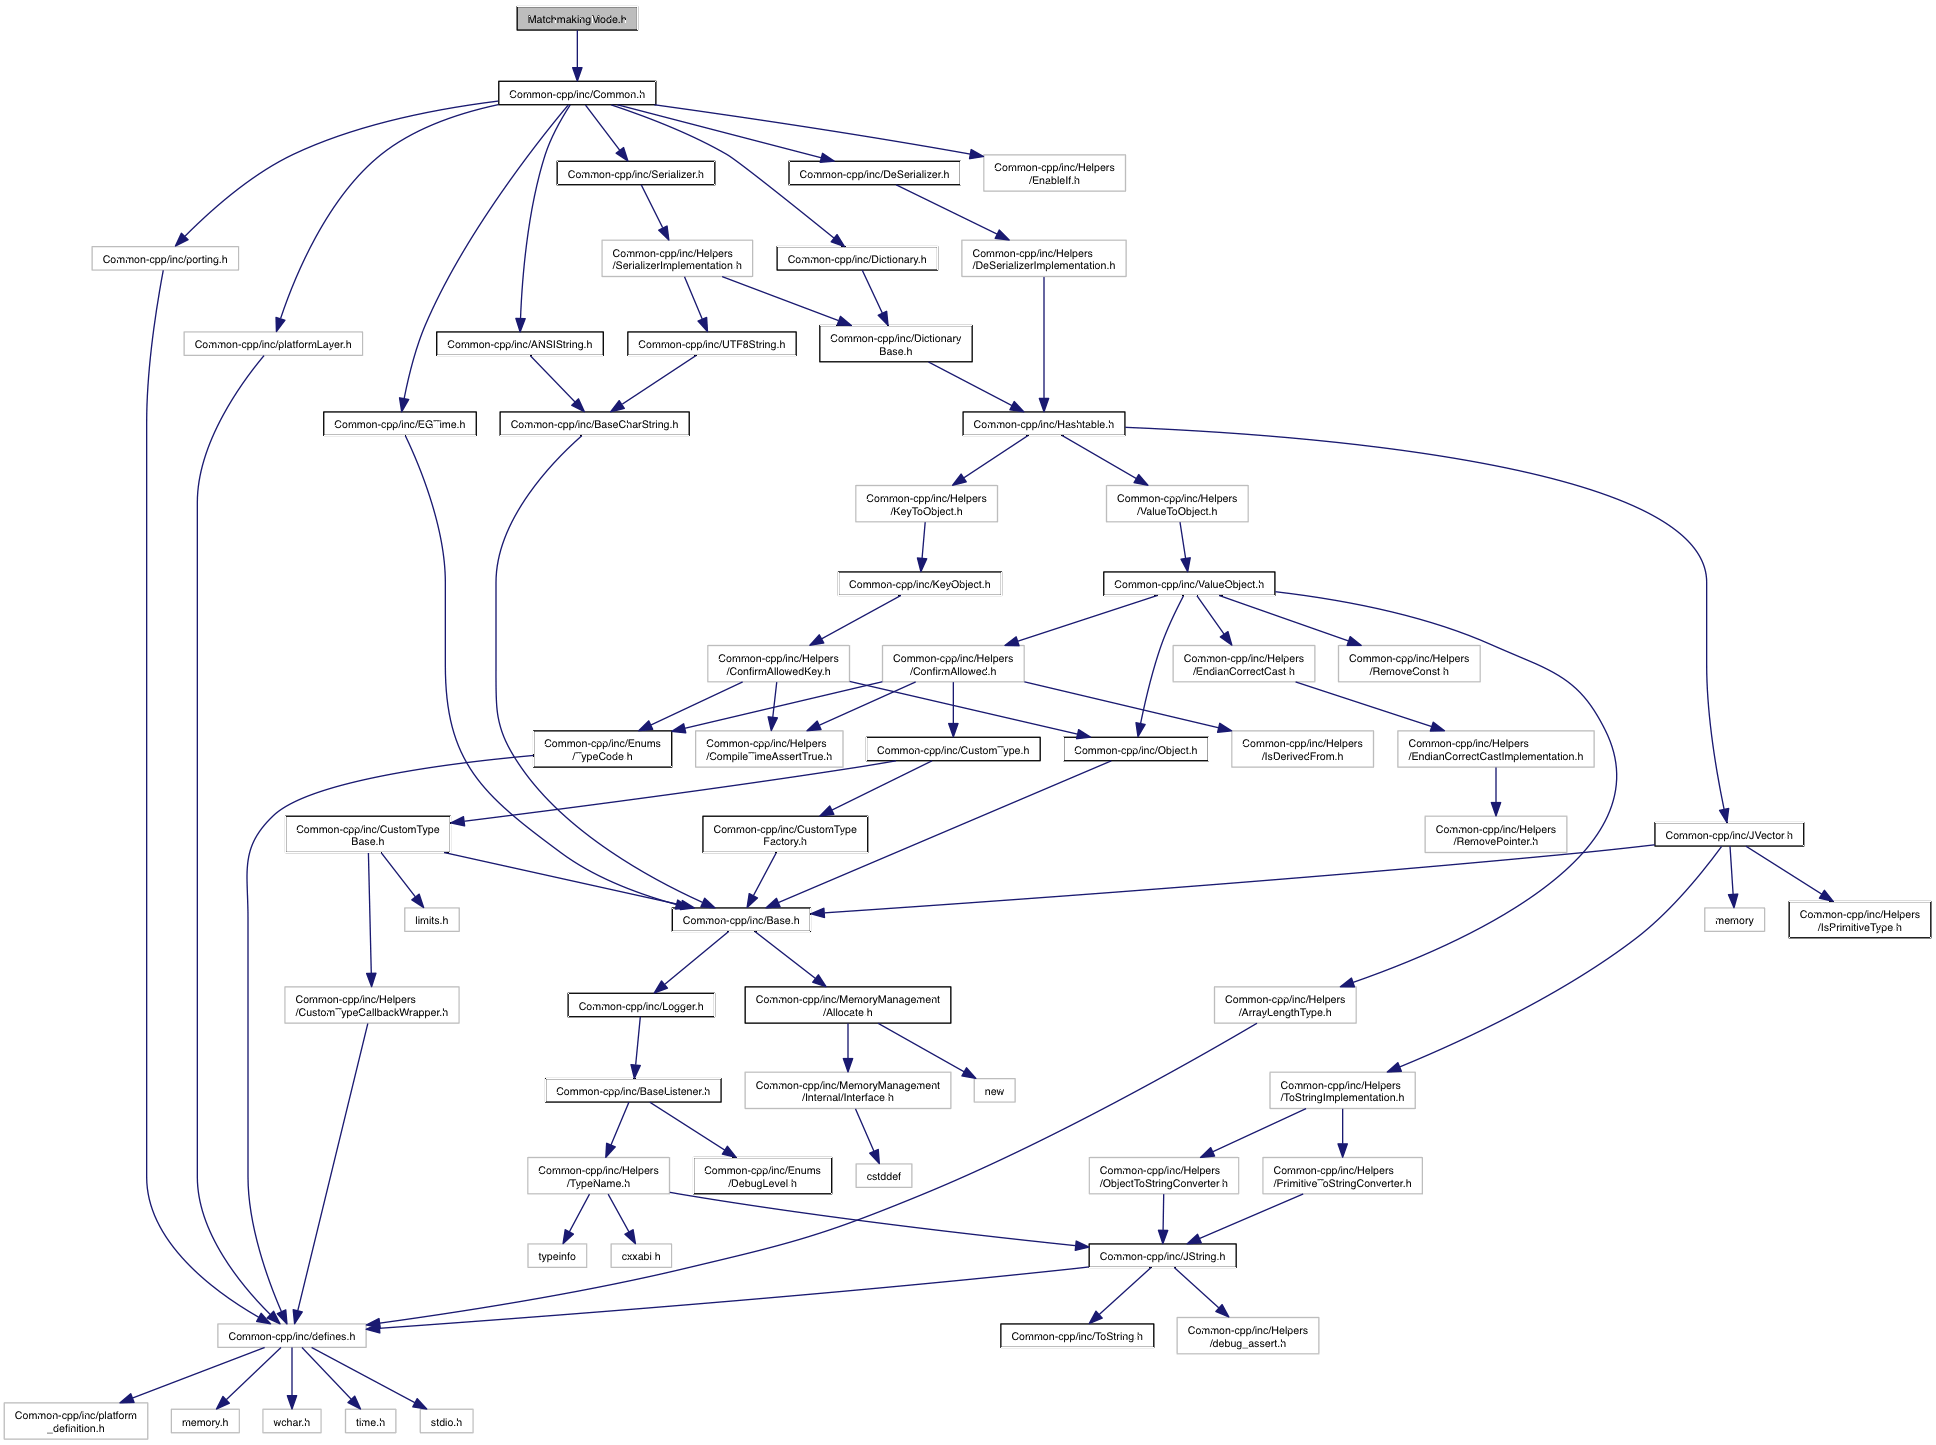 MatchmakingMode.h
Common-cpp/inc/Common.h
Common-cpp/inc/Serializer.h
Common-cpp/inc/DeSerializer.h
Common-cpp/inc/Helpers
/EnableIf.h
Common-cpp/inc/porting.h
Common-cpp/inc/Helpers
/SerializerImplementation.h
Common-cpp/inc/Dictionary.h
Common-cpp/inc/Helpers
/DeSerializerImplementation.h
Common-cpp/inc/platformLayer.h
Common-cpp/inc/ANSIString.h
Common-cpp/inc/UTF8String.h
Common-cpp/inc/Dictionary
Base.h
Common-cpp/inc/EGTime.h
Common-cpp/inc/BaseCharString.h
Common-cpp/inc/Hashtable.h
Common-cpp/inc/Helpers
/KeyToObject.h
Common-cpp/inc/Helpers
/ValueToObject.h
Common-cpp/inc/KeyObject.h
Common-cpp/inc/ValueObject.h
Common-cpp/inc/Helpers
/ConfirmAllowedKey.h
Common-cpp/inc/Helpers
/ConfirmAllowed.h
Common-cpp/inc/Helpers
/EndianCorrectCast.h
Common-cpp/inc/Helpers
/RemoveConst.h
Common-cpp/inc/Enums
/TypeCode.h
Common-cpp/inc/Helpers
/CompileTimeAssertTrue.h
Common-cpp/inc/CustomType.h
Common-cpp/inc/Object.h
Common-cpp/inc/Helpers
/IsDerivedFrom.h
Common-cpp/inc/Helpers
/EndianCorrectCastImplementation.h
Common-cpp/inc/CustomType
Base.h
Common-cpp/inc/CustomType
Factory.h
Common-cpp/inc/Helpers
/RemovePointer.h
Common-cpp/inc/JVector.h
limits.h
Common-cpp/inc/Base.h
memory
Common-cpp/inc/Helpers
/IsPrimitiveType.h
Common-cpp/inc/Helpers
/CustomTypeCallbackWrapper.h
Common-cpp/inc/Logger.h
Common-cpp/inc/MemoryManagement
/Allocate.h
Common-cpp/inc/Helpers
/ArrayLengthType.h
Common-cpp/inc/BaseListener.h
Common-cpp/inc/MemoryManagement
/Internal/Interface.h
new
Common-cpp/inc/Helpers
/ToStringImplementation.h
Common-cpp/inc/Helpers
/TypeName.h
Common-cpp/inc/Enums
/DebugLevel.h
cstddef
Common-cpp/inc/Helpers
/ObjectToStringConverter.h
Common-cpp/inc/Helpers
/PrimitiveToStringConverter.h
typeinfo
cxxabi.h
Common-cpp/inc/JString.h
Common-cpp/inc/defines.h
Common-cpp/inc/ToString.h
Common-cpp/inc/Helpers
/debug_assert.h
Common-cpp/inc/platform
_definition.h
memory.h
wchar.h
time.h
stdio.h